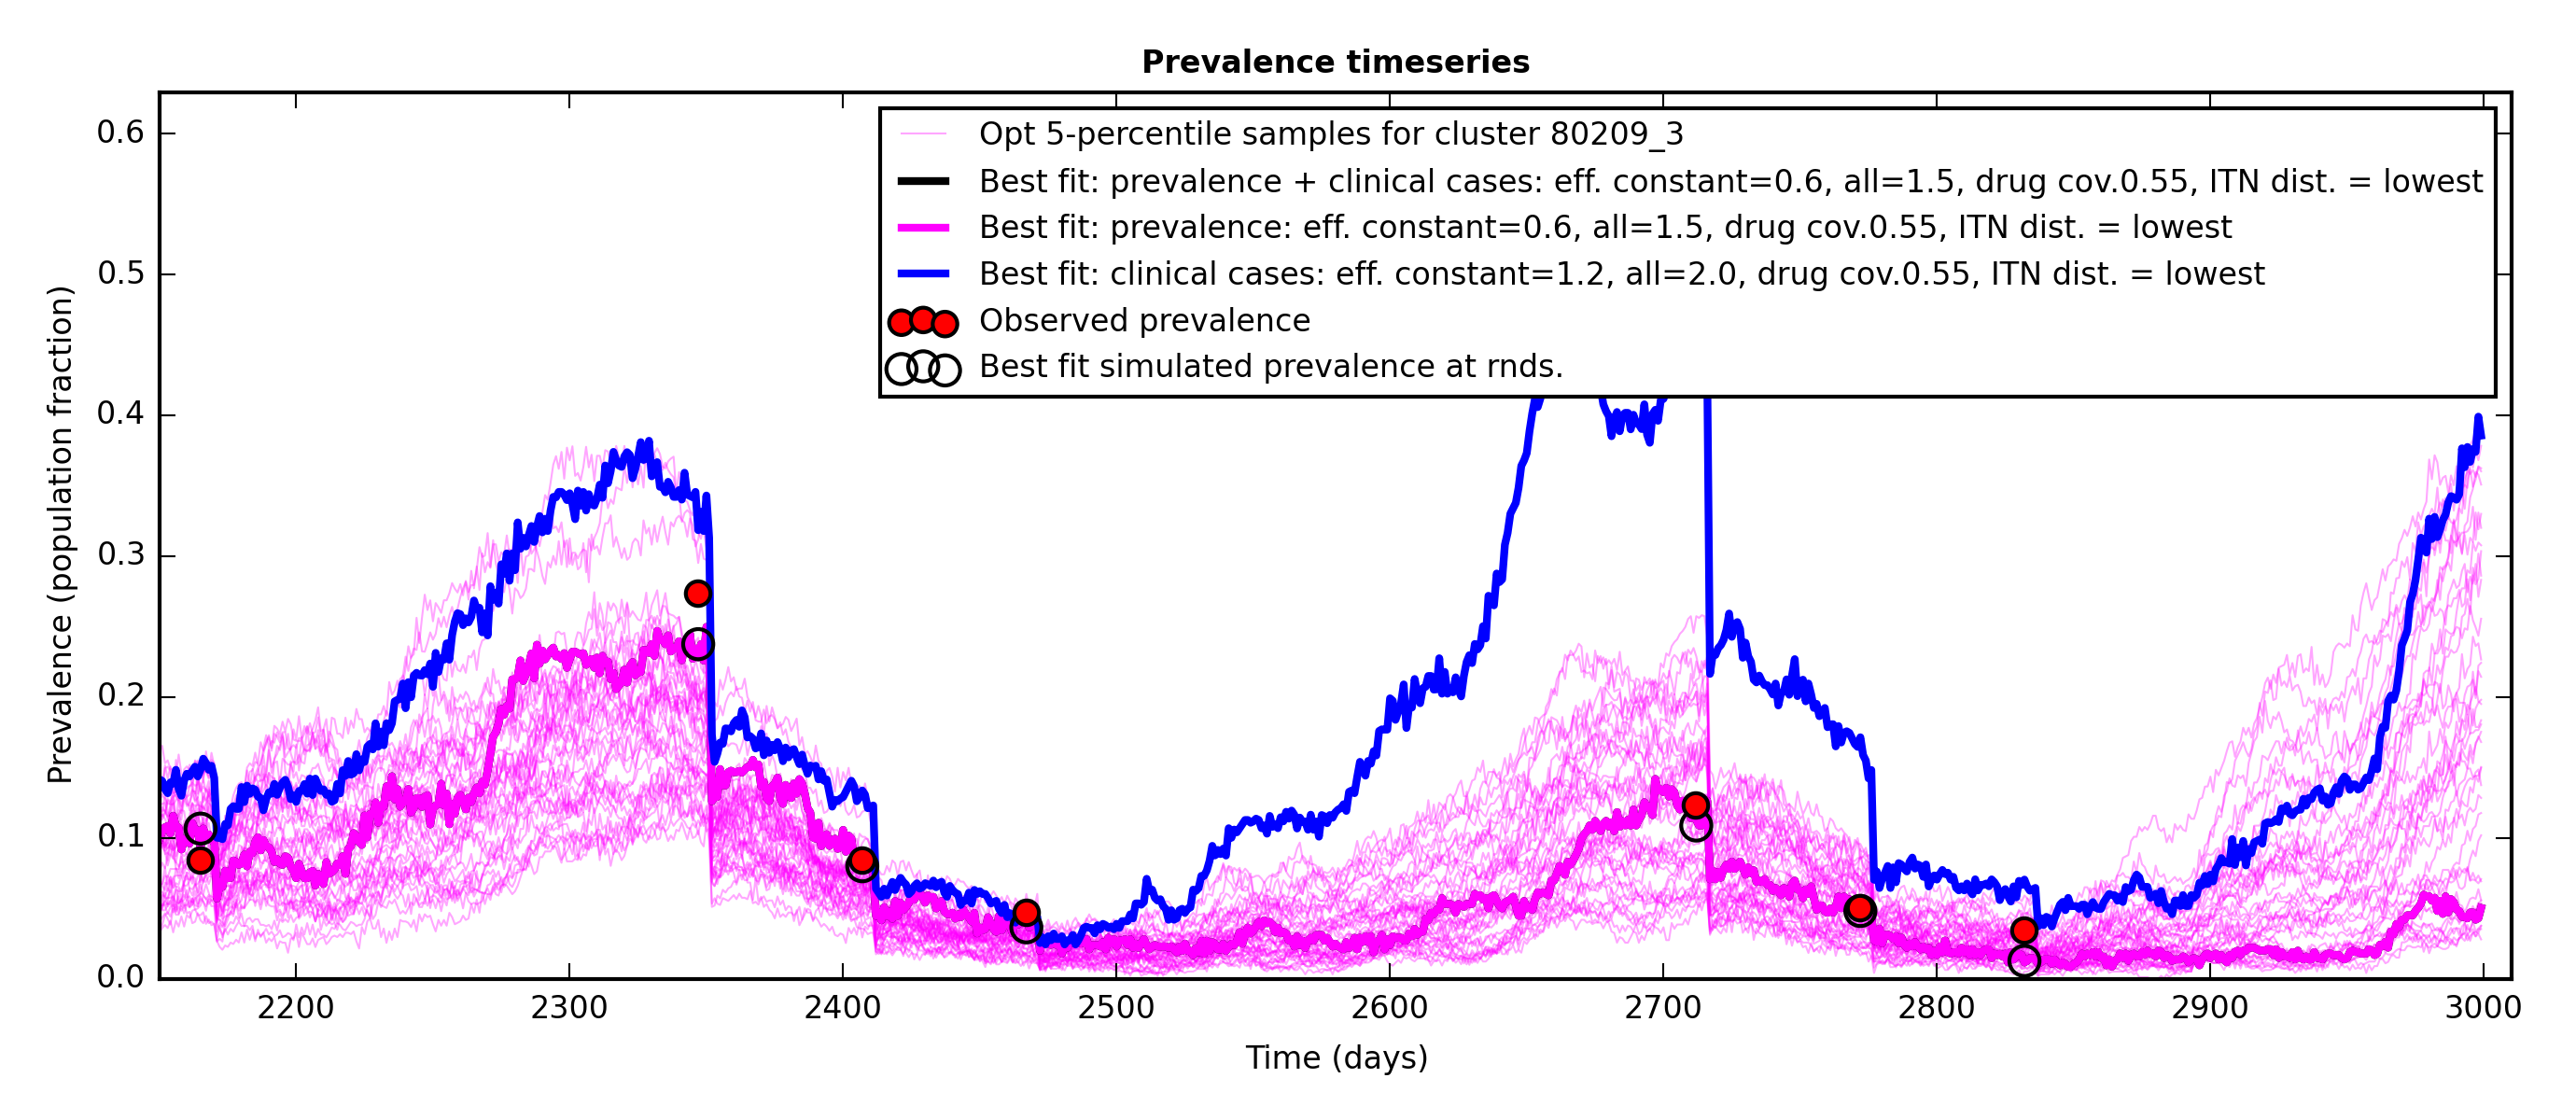 Prevalence timeseries
Opt 5-percentile samples for cluster 80209_3
Best fit: prevalence + clinical cases: eff. constant=0.6, all=1.5, drug cov.0.55, ITN dist. = lowest
Best fit: prevalence: eff. constant=0.6, all=1.5, drug cov.0.55, ITN dist. = lowest
Best fit: clinical cases: eff. constant=1.2, all=2.0, drug cov.0.55, ITN dist. = lowest
Observed prevalence
Best fit simulated prevalence at rnds.
Prevalence (population fraction)
0.6
0.5
0.4
0.3
0.2
0.1
0.0
2200 2300 2400 2500 2600 2700 2800 2900 3000
Time (days)